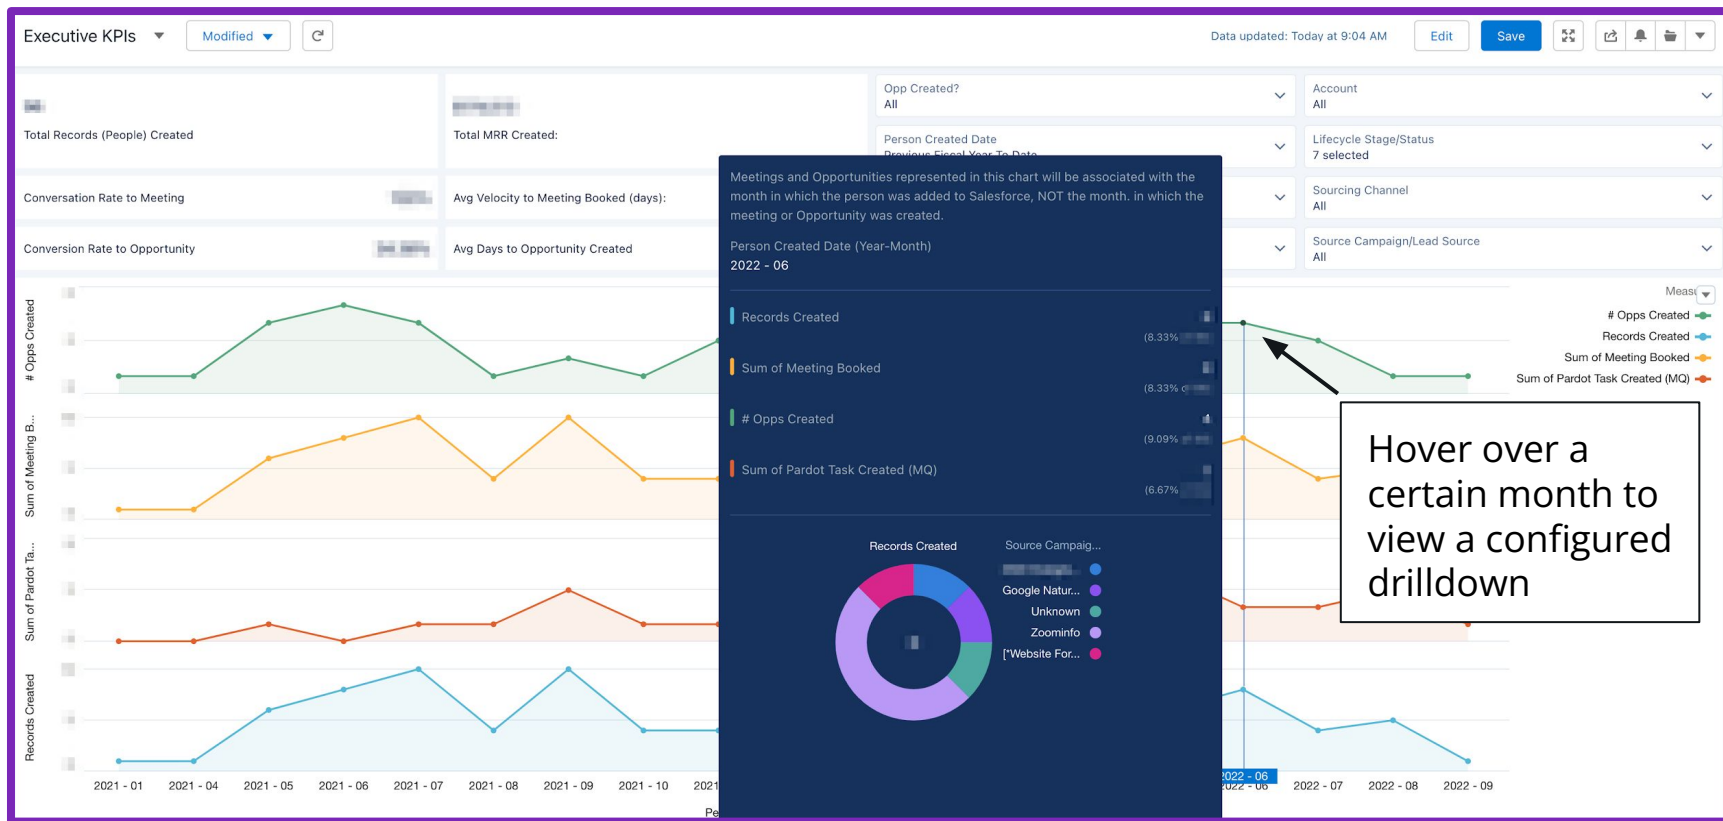 Executive KPIs
Modified
Data updated: Today at 9:04 AM
Edit
Save
Total Records (People) Created
Total MRR Created:
Opp Created?
All
Account
All
Person Created Date
Previous Fiscal Year To Date
Lifecycle Stage/Status
7 selected
Conversation Rate to Meeting
Avg Velocity to Meeting Booked (days):
Sourcing Channel
All
Conversion Rate to Opportunity
Avg Days to Opportunity Created
Source Campaign/Lead Source
All
Meetings and Opportunities represented in this chart will be associated with the
month in which the person was added to Salesforce, NOT the month. in which the
meeting or Opportunity was created.
Person Created Date (Year-Month)
2022 - 06
Records Created
(8.33%
Sum of Meeting Booked
(8.33%
# Opps Created
(9.09%
Sum of Pardot Task Created (MQ)
(6.67%
Records Created
Source Campaig...
Google Natur...
Unknown
Zoominfo
[*Website For...
# Opps Created
Sum of Meeting B...
Sum of Pardot Ta...
Records Created
# Opps Created
Records Created
Sum of Meeting Booked
Sum of Pardot Task Created (MQ)
Hover over a
certain month to
view a configured
drilldown
2021 - 01 2021 - 04 2021 - 05 2021 - 06 2021 - 07 2021 - 08 2021 - 09 2021 - 10 2021
2022 - 06
2022 - 06 2022 - 07 2022 - 08 2022 - 09
Pe